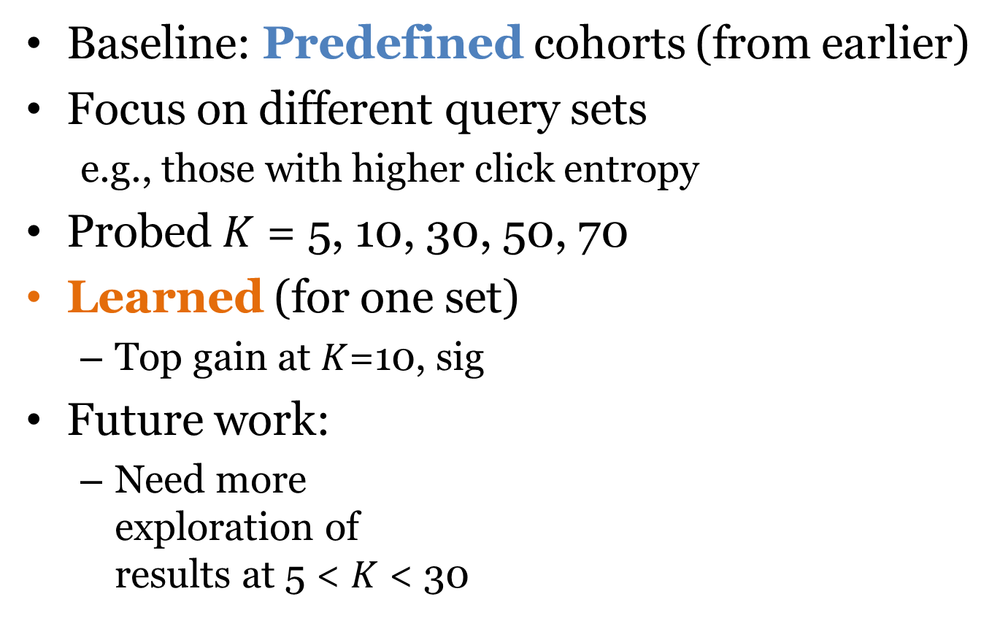 • Baseline: Predefined cohorts (from earlier)
• Focus on different query sets
e.g., those with higher click entropy
• Probed K = 5, 10, 30, 50, 70
• Learned (for one set)
– Top gain at K=10, sig
• Future work:
– Need more
exploration of
results at 5 < K < 30